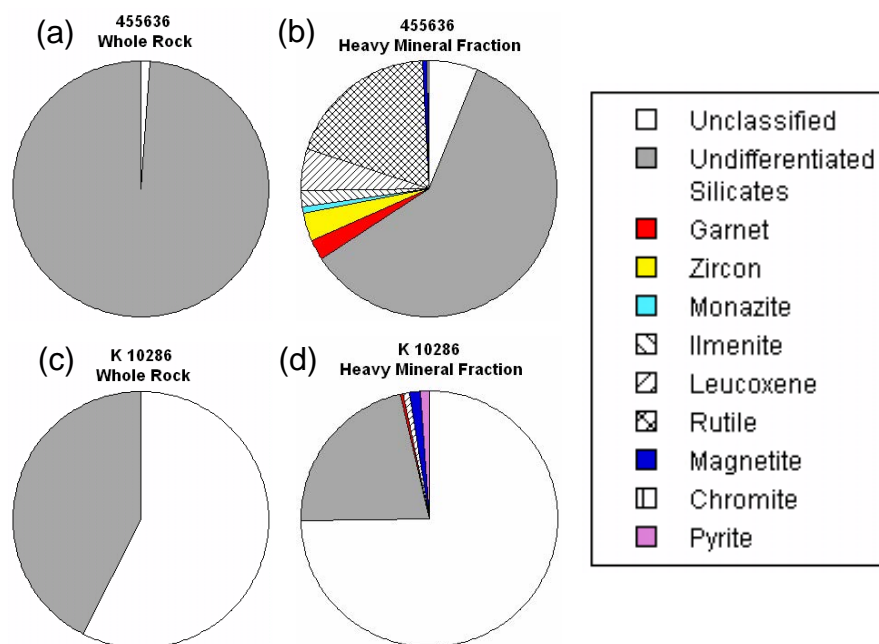 (a)
455636
Whole Rock
(b)
455636
Heavy Mineral Fraction
(c)
K 10286
Whole Rock
(d)
K 10286
Heavy Mineral Fraction
Unclassified
Undifferentiated
Silicates
Garnet
Zircon
Monazite
Ilmenite
Leucoxene
Rutile
Magnetite
Chromite
Pyrite